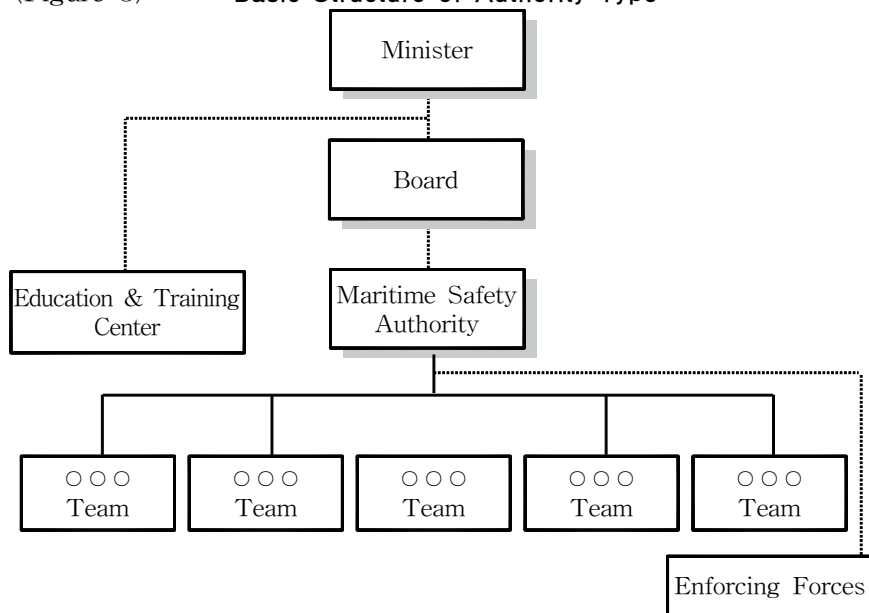 Basic Structure of Authority Type
Minister
Board
Education & Training
Center
Maritime Safety
Authority
○○○
Team
○○○
Team
○○○
Team
○○○
Team
○○○
Team
Enforcing Forces